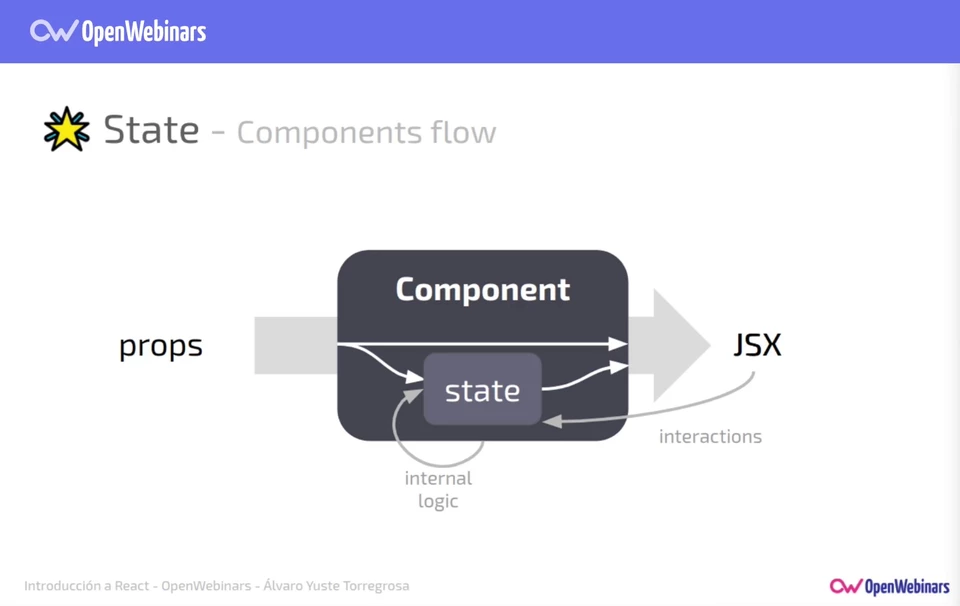 OpenWebinars
State - Components flow
Component
props
JSX
state
interactions
internal
logic
Introducción a React - OpenWebinars - Álvaro Yuste Torregrosa
OpenWebinars